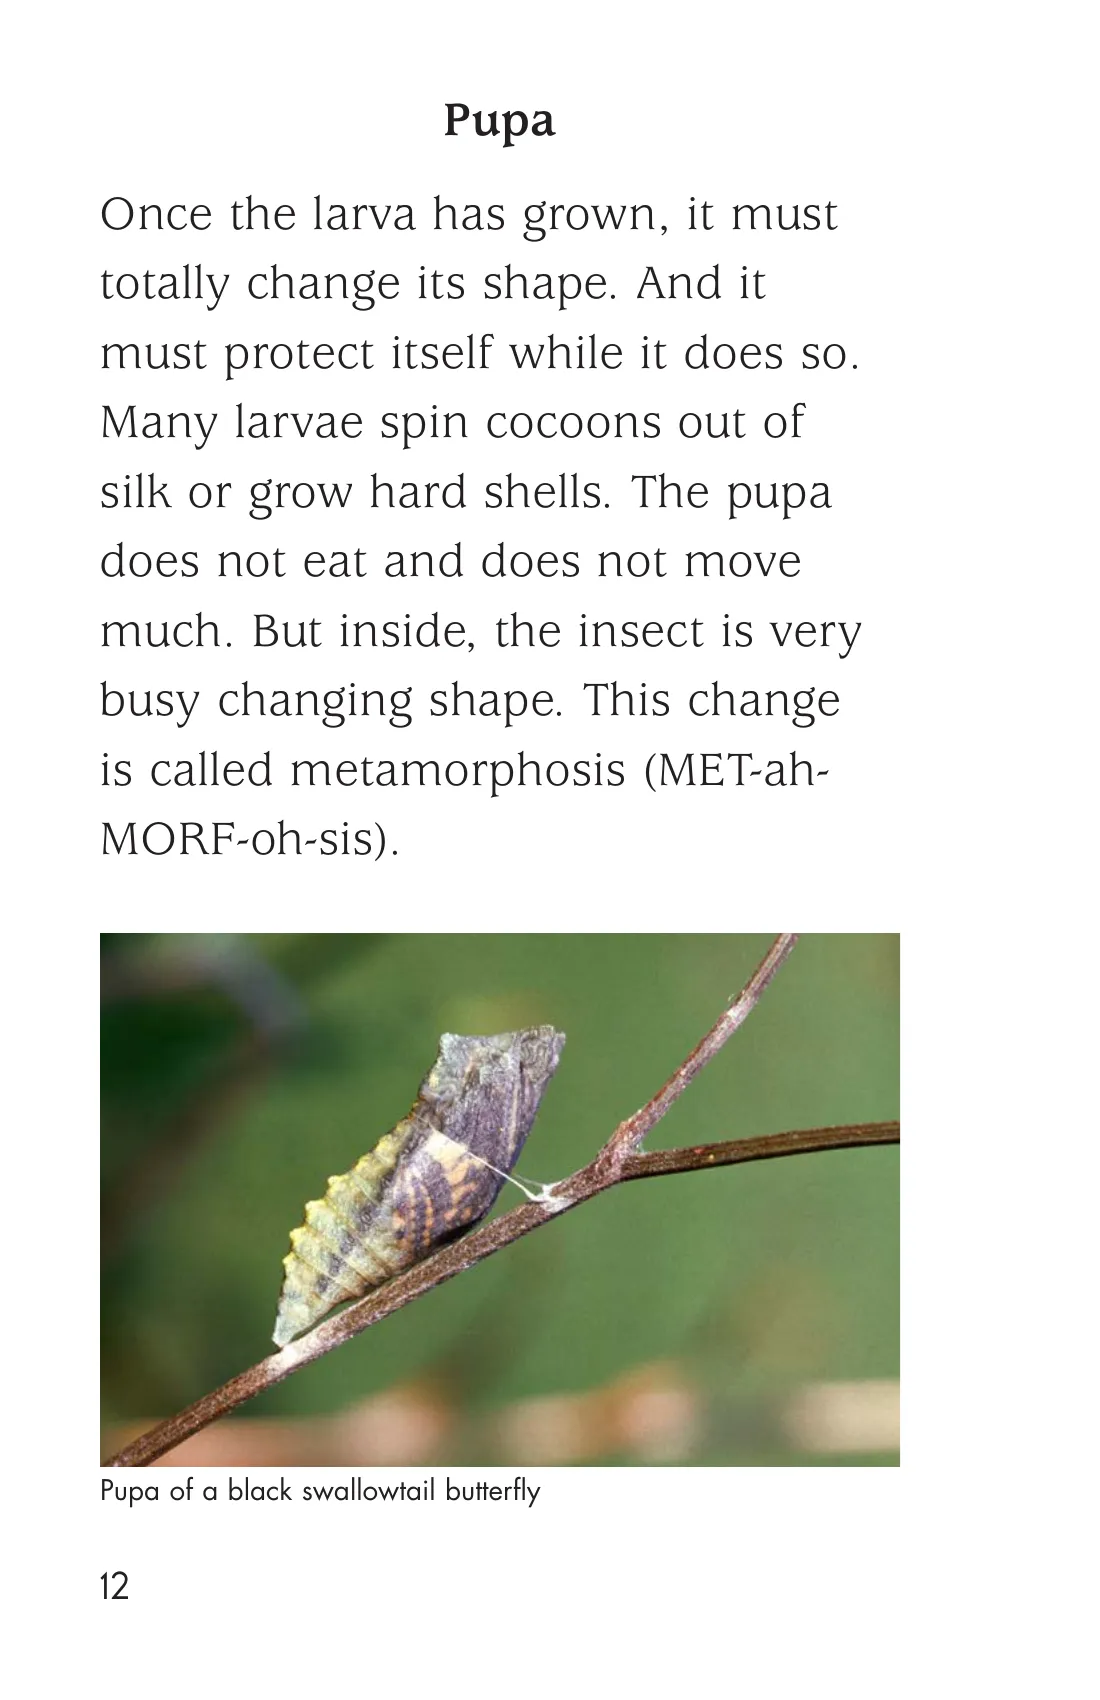 Pupa
Once the larva has grown, it must
totally change its shape. And it
must protect itself while it does so.
Many larvae spin cocoons out of
silk or grow hard shells. The pupa
does not eat and does not move
much. But inside, the insect is very
busy changing shape. This change
is called metamorphosis (MET-ah-
MORF-oh-sis).
Pupa of a black swallowtail butterfly
12